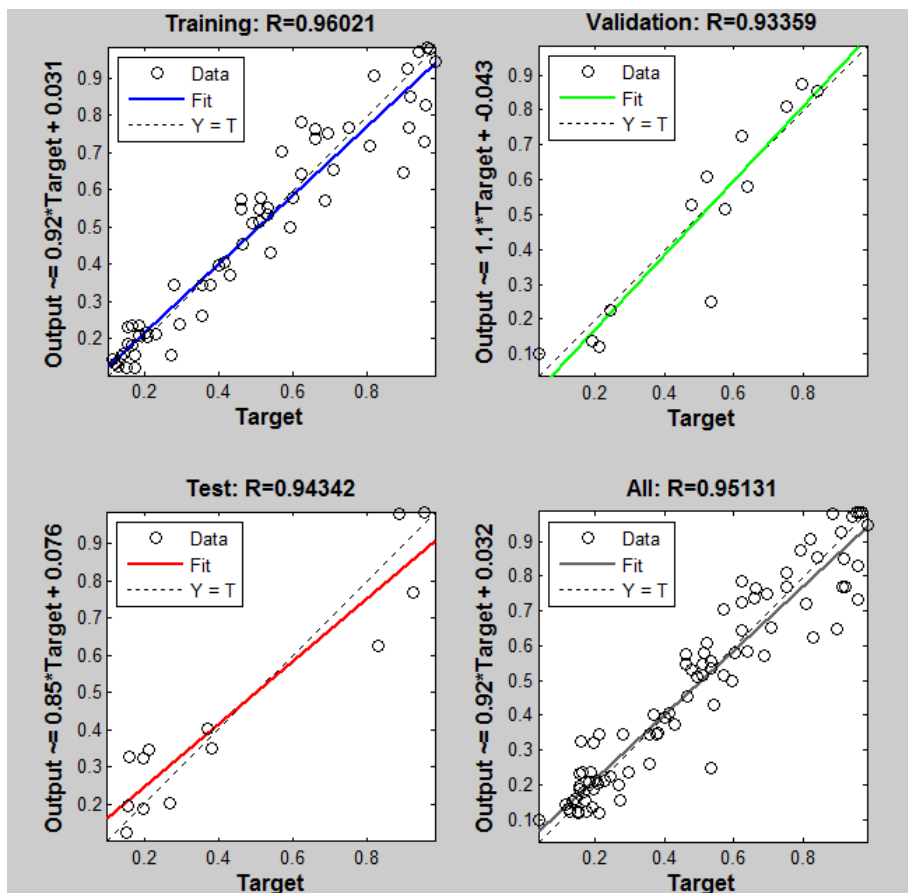 Training: R=0.96021
Output ~= 0.92*Target + 0.031
0.9
0.8
0.7
0.6
0.5
0.4
0.3
0.2
Data
Fit
Y = T
0.2
0.4
0.6
0.8
Target
Validation: R=0.93359
Output ~= 1.1*Target + -0.043
0.9
0.8
0.7
0.6
0.5
0.4
0.3
0.2
0.1
Data
Fit
Y = T
0.2
0.4
0.6
0.8
Target
Test: R=0.94342
Output ~= 0.85*Target + 0.076
0.9
0.8
0.7
0.6
0.5
0.4
0.3
0.2
Data
Fit
Y = T
0.2
0.4
0.6
0.8
Target
All: R=0.95131
Output ~= 0.92*Target + 0.032
0.9
0.8
0.7
0.6
0.5
0.4
0.3
0.2
0.1
Data
Fit
Y = T
0.2
0.4
0.6
0.8
Target